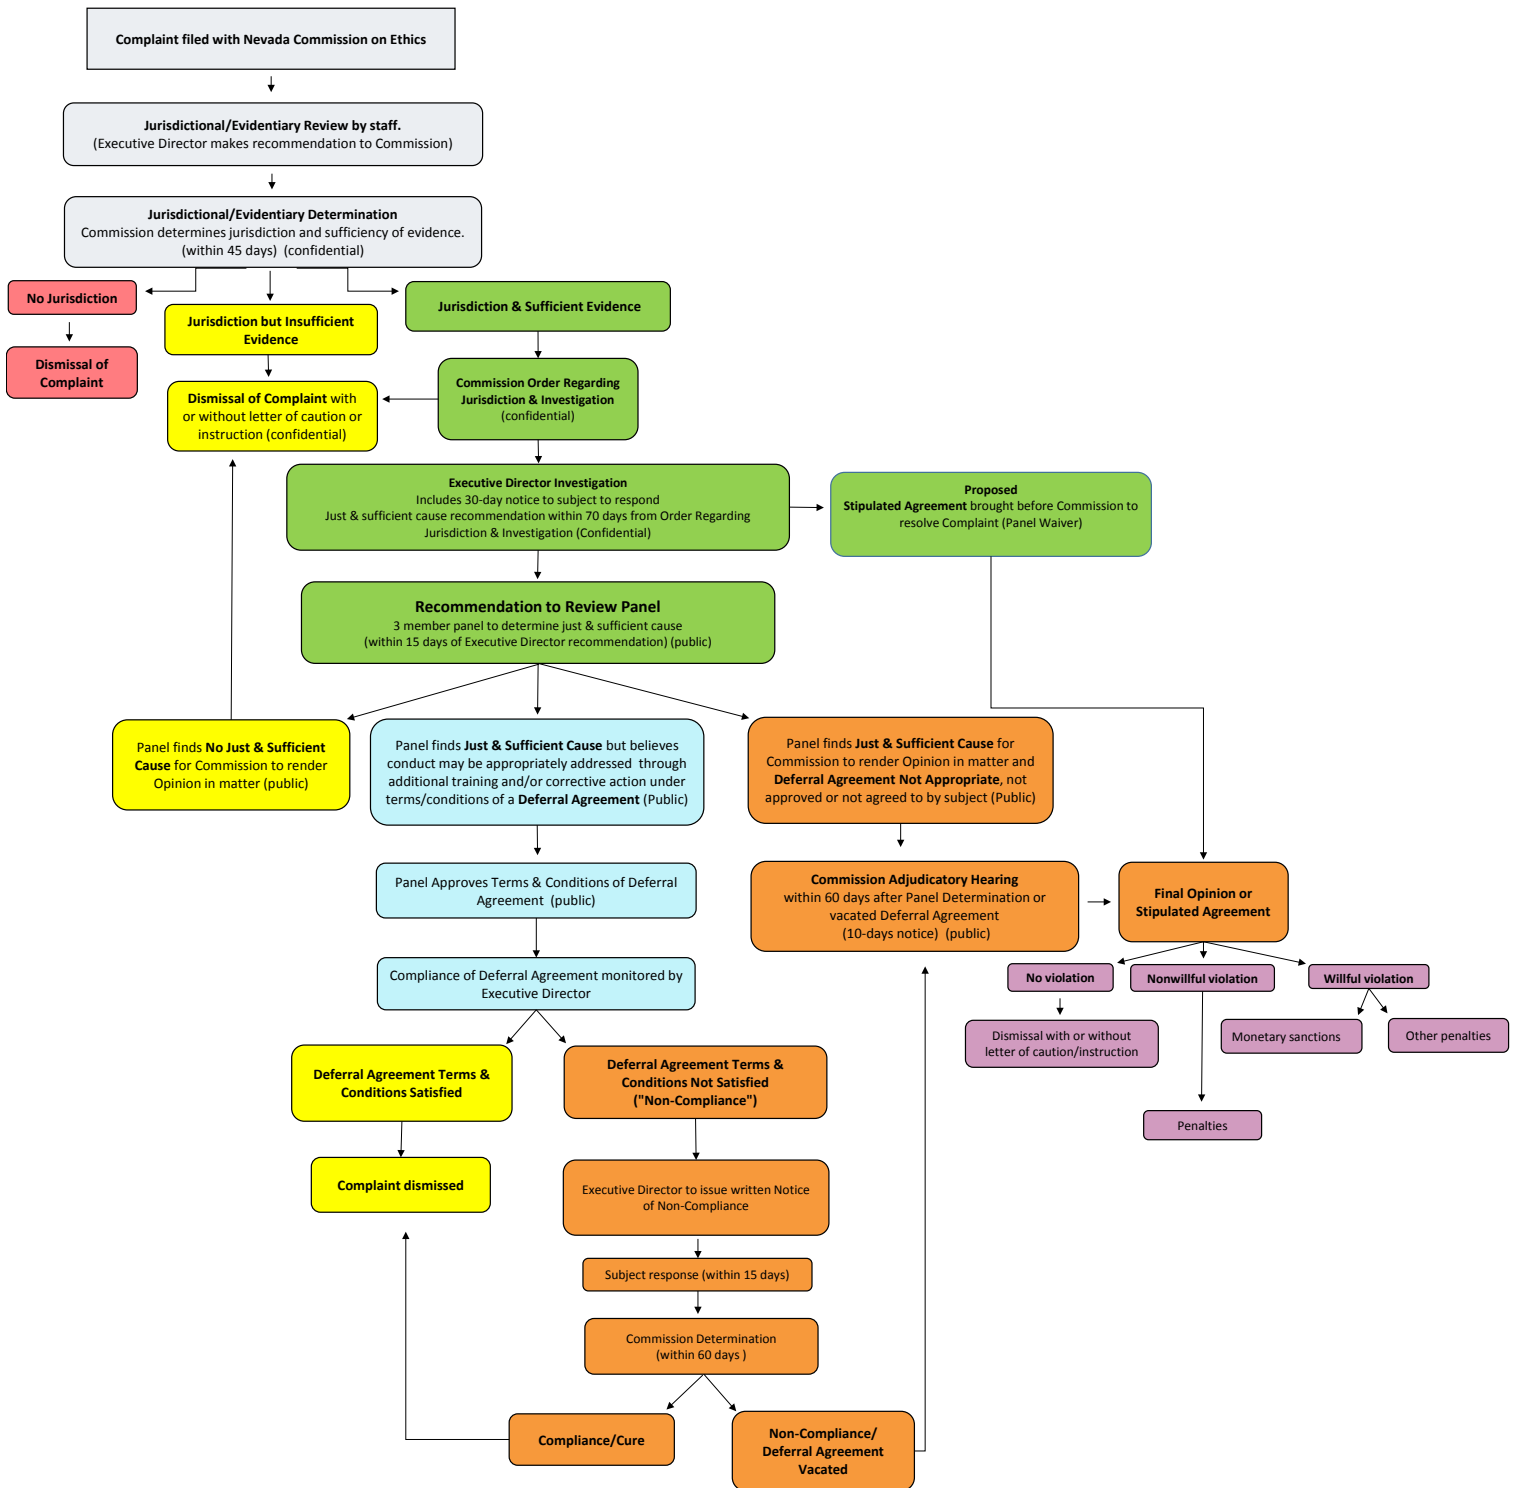 Complaint filed with Nevada Commission on Ethics
Jurisdictional/Evidentiary Review by staff.
(Executive Director makes recommendation to Commission)
Jurisdictional/Evidentiary Determination
Commission determines jurisdiction and sufficiency of evidence.
(within 45 days) (confidential)
No Jurisdiction
Dismissal of
Complaint
Jurisdiction but Insufficient
Evidence
Dismissal of Complaint with
or without letter of caution or
instruction (confidential)
Jurisdiction & Sufficient Evidence
Commission Order Regarding
Jurisdiction & Investigation
(confidential)
Executive Director Investigation
Includes 30-day notice to subject to respond
Just & sufficient cause recommendation within 70 days from Order Regarding
Jurisdiction & Investigation (Confidential)
Proposed
Stipulated Agreement brought before Commission to
resolve Complaint (Panel Waiver)
Recommendation to Review Panel
3 member panel to determine just & sufficient cause
(within 15 days of Executive Director recommendation) (public)
Panel finds No Just & Sufficient
Cause for Commission to render
Opinion in matter (public)
Panel finds Just & Sufficient Cause but believes
conduct may be appropriately addressed through
additional training and/or corrective action under
terms/conditions of a Deferral Agreement (Public)
Panel finds Just & Sufficient Cause for
Commission to render Opinion in matter and
Deferral Agreement Not Appropriate, not
approved or not agreed to by subject (Public)
Panel Approves Terms & Conditions of Deferral
Agreement (public)
Commission Adjudicatory Hearing
within 60 days after Panel Determination or
vacated Deferral Agreement
(10-days notice) (public)
Final Opinion or
Stipulated Agreement
Compliance of Deferral Agreement monitored by
Executive Director
No violation
Nonwillful violation
Willful violation
Dismissal with or without
letter of caution/instruction
Monetary sanctions
Other penalties
Penalties
Deferral Agreement Terms &
Conditions Satisfied
Deferral Agreement Terms &
Conditions Not Satisfied
("Non-Compliance")
Complaint dismissed
Executive Director to issue written Notice
of Non-Compliance
Subject response (within 15 days)
Commission Determination
(within 60 days )
Compliance/Cure
Non-Compliance/
Deferral Agreement
Vacated